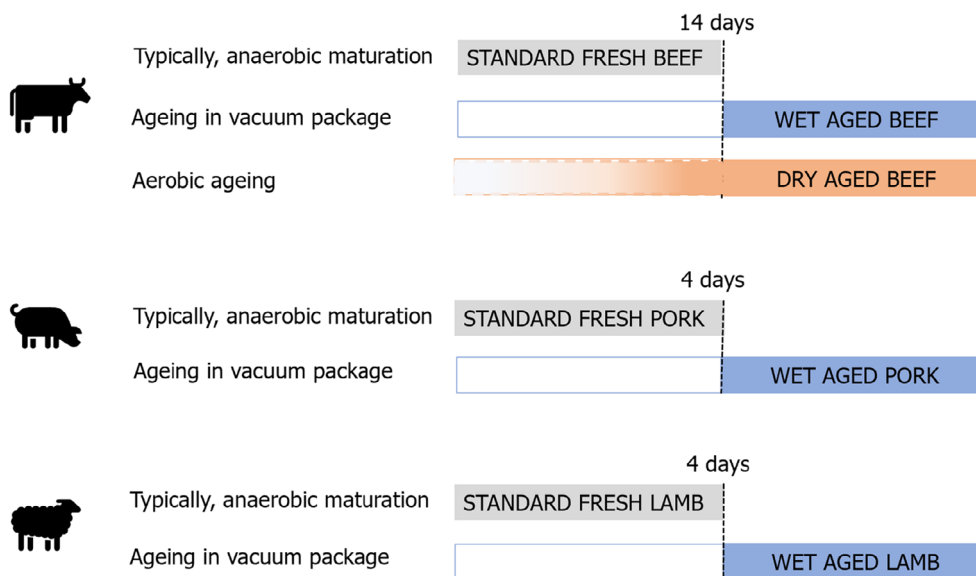 14 days
Typically, anaerobic maturation STANDARD FRESH BEEF
Ageing in vacuum package WET AGED BEEF
Aerobic ageing DRY AGED BEEF
4 days
Typically, anaerobic maturation STANDARD FRESH PORK
Ageing in vacuum package WET AGED PORK
4 days
Typically, anaerobic maturation STANDARD FRESH LAMB
Ageing in vacuum package WET AGED LAMB